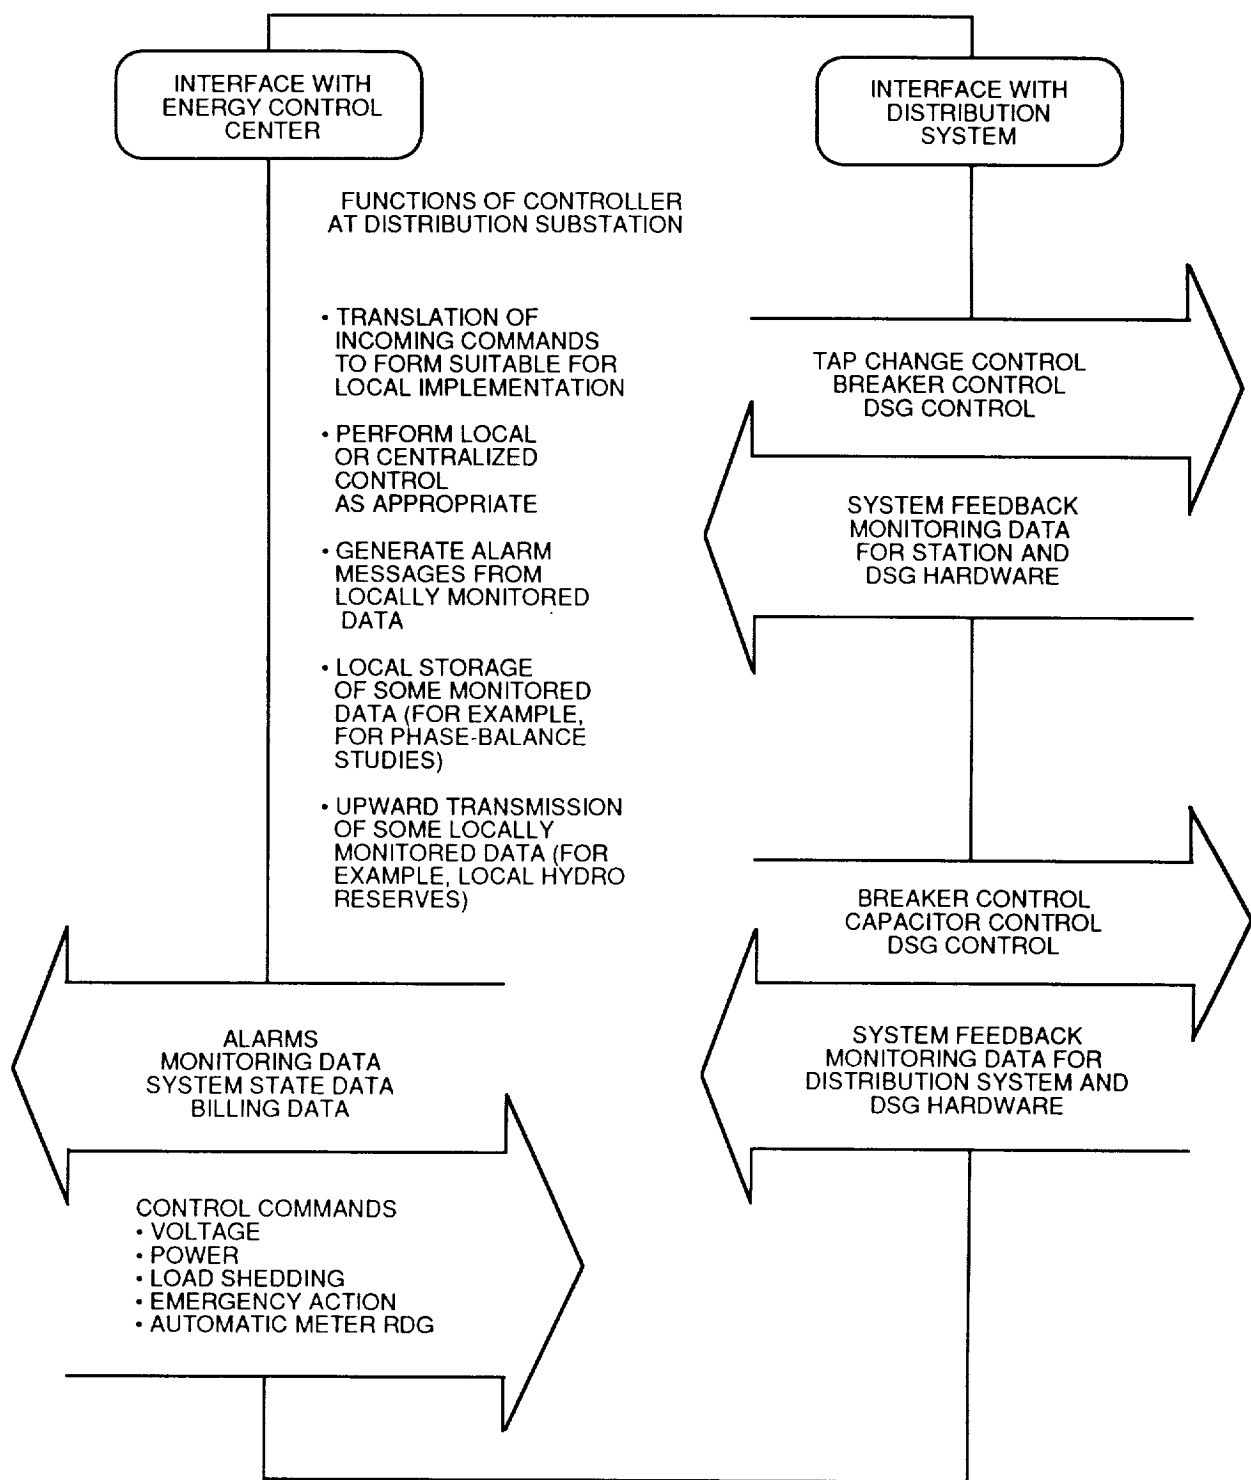 INTERFACE WITH
ENERGY CONTROL
CENTER
INTERFACE WITH
DISTRIBUTION
SYSTEM
FUNCTIONS OF CONTROLLER
AT DISTRIBUTION SUBSTATION
• TRANSLATION OF
INCOMING COMMANDS
TO FORM SUITABLE FOR
LOCAL IMPLEMENTATION
• PERFORM LOCAL
OR CENTRALIZED
CONTROL
AS APPROPRIATE
• GENERATE ALARM
MESSAGES FROM
LOCALLY MONITORED
DATA
• LOCAL STORAGE
OF SOME MONITORED
DATA (FOR EXAMPLE,
FOR PHASE-BALANCE
STUDIES)
• UPWARD TRANSMISSION
OF SOME LOCALLY
MONITORED DATA (FOR
EXAMPLE, LOCAL HYDRO
RESERVES)
TAP CHANGE CONTROL
BREAKER CONTROL
DSG CONTROL
SYSTEM FEEDBACK
MONITORING DATA
FOR STATION AND
DSG HARDWARE
BREAKER CONTROL
CAPACITOR CONTROL
DSG CONTROL
SYSTEM FEEDBACK
MONITORING DATA FOR
DISTRIBUTION SYSTEM AND
DSG HARDWARE
ALARMS
MONITORING DATA
SYSTEM STATE DATA
BILLING DATA
CONTROL COMMANDS
• VOLTAGE
• POWER
• LOAD SHEDDING
• EMERGENCY ACTION
• AUTOMATIC METER RDG